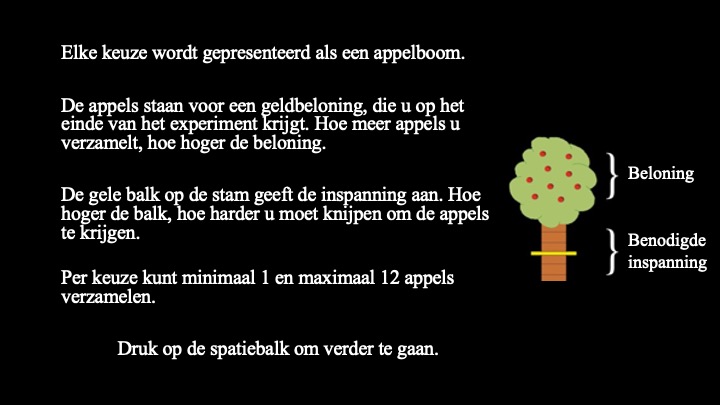 Elke keuze wordt gepresenteerd als een appelboom.
De appels staan voor een geldbeloning, die u op het
einde van het experiment krijgt. Hoe meer appels u
verzamelt, hoe hoger de beloning.
De gele balk op de stam geeft de inspanning aan. Hoe
hoger de balk, hoe harder u moet knijpen om de appels
te krijgen.
Per keuze kunt minimaal 1 en maximaal 12 appels
verzamelen.
Druk op de spatiebalk om verder te gaan.
Beloning
Benodigde
inspanning